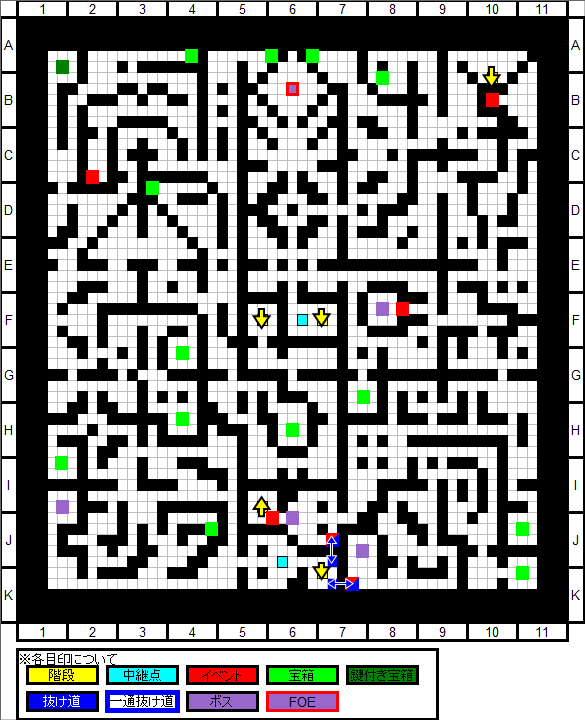 1 2 3 4 5 6 7 8 9 10 11
A A
B B
C C
D D
E E
F F
G G
H H
I I
J J
K K
1 2 3 4 5 6 7 8 9 10 11
※各目印について
階段 中継点 イベント 宝箱 鍵付き宝箱
抜け道 一通抜け道 ボス FOE